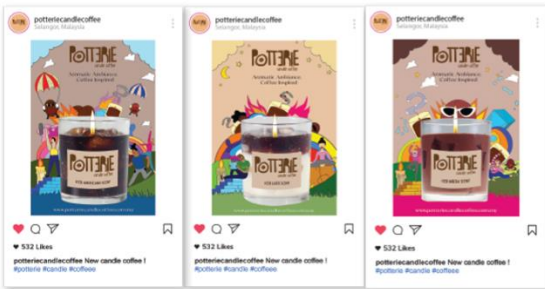 potteriecandlecoffee
Selangor, Malaysia
POTTERIE
candle coffee
Aromatic Ambiance,
Coffee Inspired
POTTERIE
532 Likes
potteriecandlecoffee New candle coffee !
#potterie #candle #coffeee
potteriecandlecoffee
Selangor, Malaysia
POTTERIE
candle coffee
Aromatic Ambiance,
Coffee Inspired
POTTERIE
532 Likes
potteriecandlecoffee New candle coffee !
#potterie #candle #coffeee
potteriecandlecoffee
Selangor, Malaysia
POTTERIE
candle coffee
Aromatic Ambiance,
Coffee Inspired
POTTERIE
532 Likes
potteriecandlecoffee New candle coffee !
#potterie #candle #coffeee